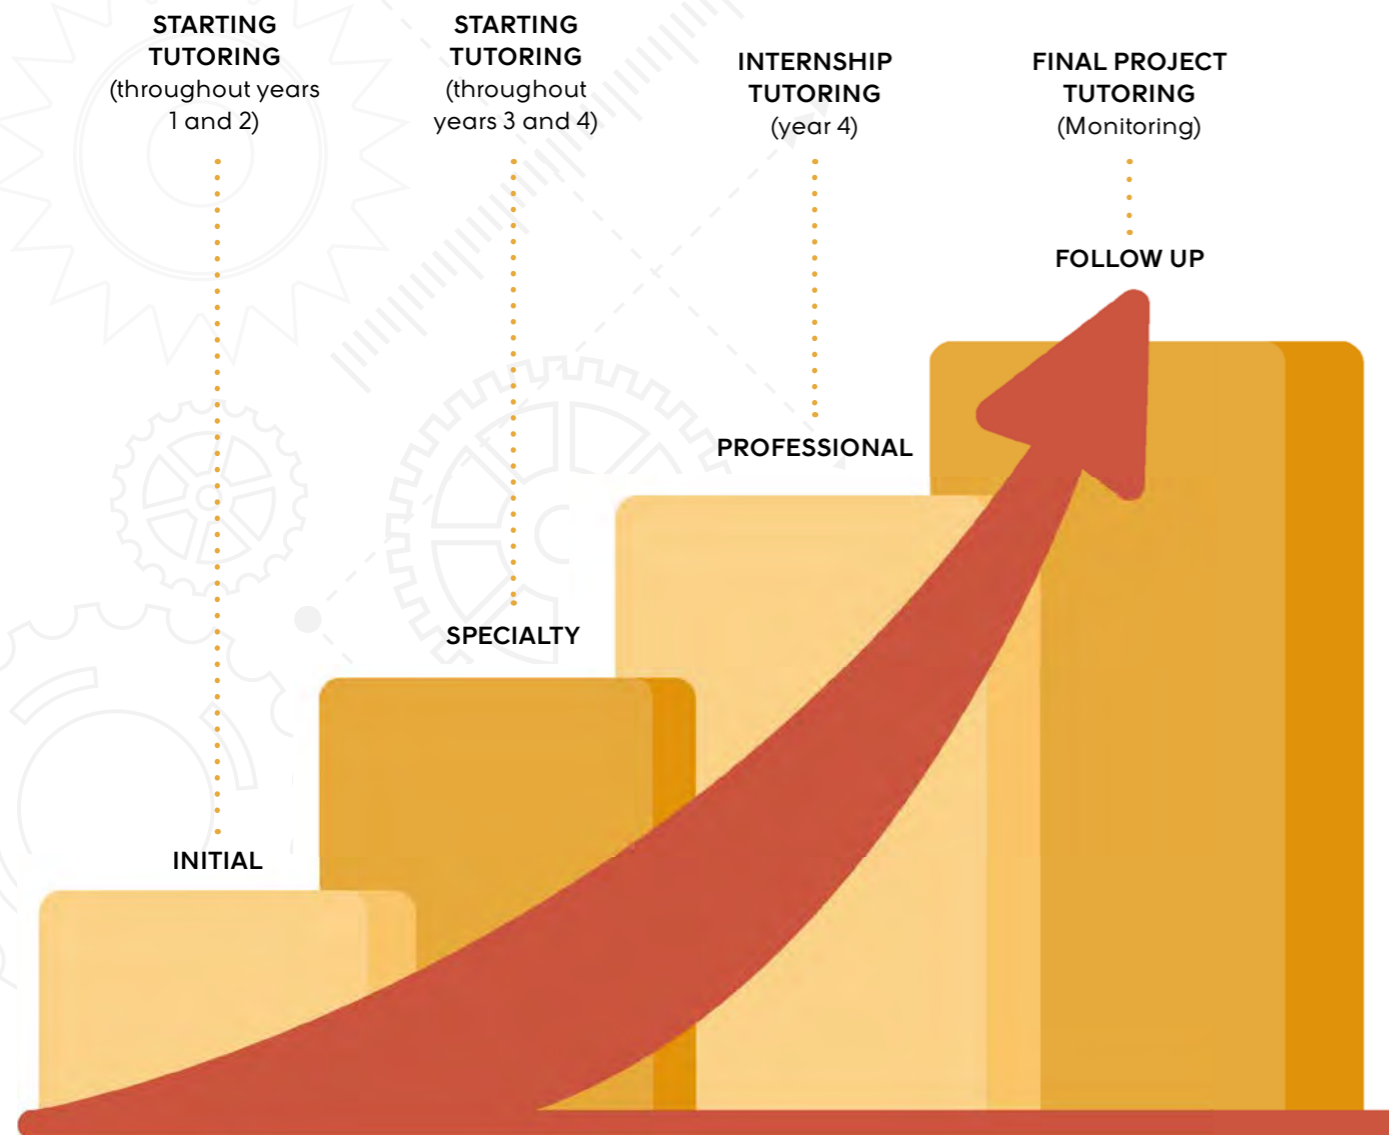 STARTING
TUTORING
(throughout years
1 and 2)
STARTING
TUTORING
(throughout
years 3 and 4)
INTERNSHIP
TUTORING
(year 4)
FINAL PROJECT
TUTORING
(Monitoring)
FOLLOW UP
PROFESSIONAL
SPECIALTY
INITIAL